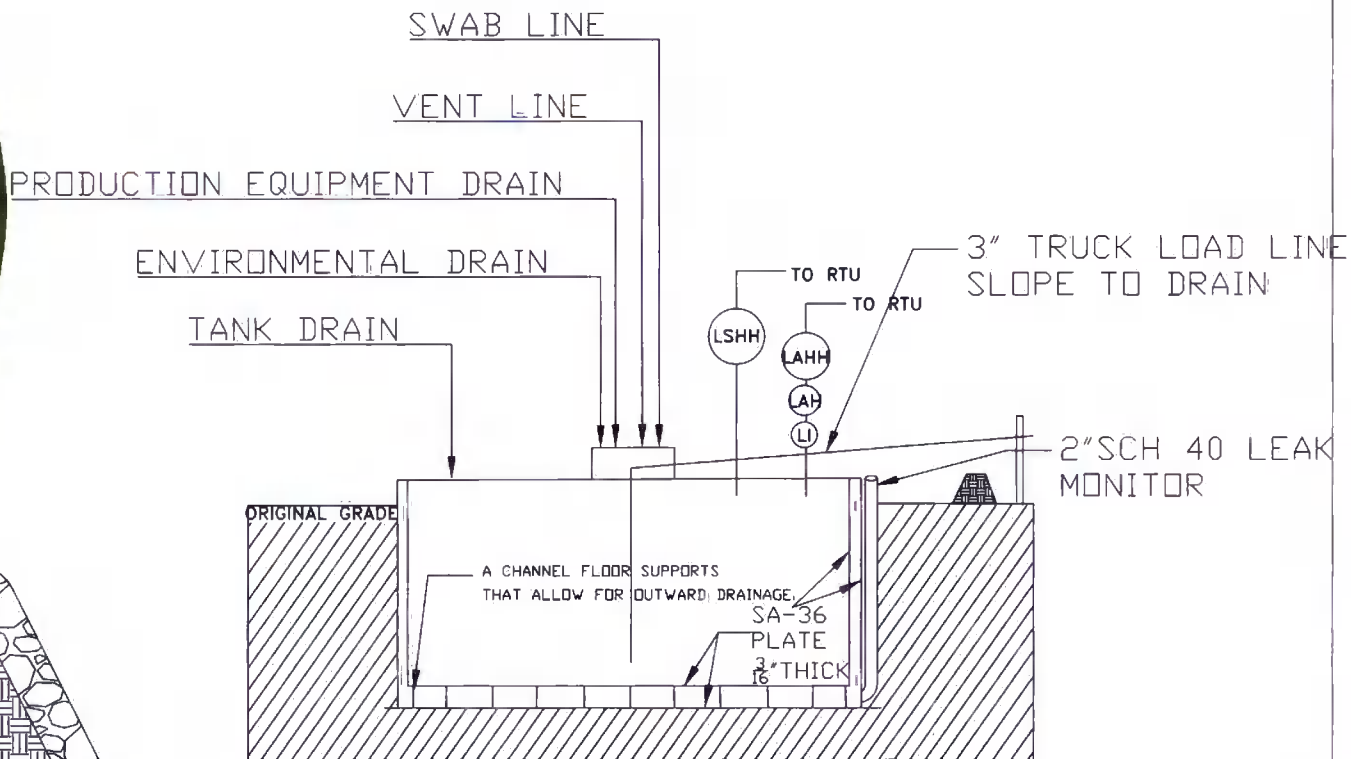 SWAB LINE
VENT LINE
PRODUCTION EQUIPMENT DRAIN
ENVIRONMENTAL DRAIN
TANK DRAIN
TO RTU
TO RTU
LSHH
LAHH
LAH
LI
3" TRUCK LOAD LINE
SLOPE TO DRAIN
2"SCH 40 LEAK
MONITOR
ORIGINAL GRADE
A CHANNEL FLOOR SUPPORTS
THAT ALLOW FOR OUTWARD DRAINAGE.
SA-36
PLATE
3/16"THICK